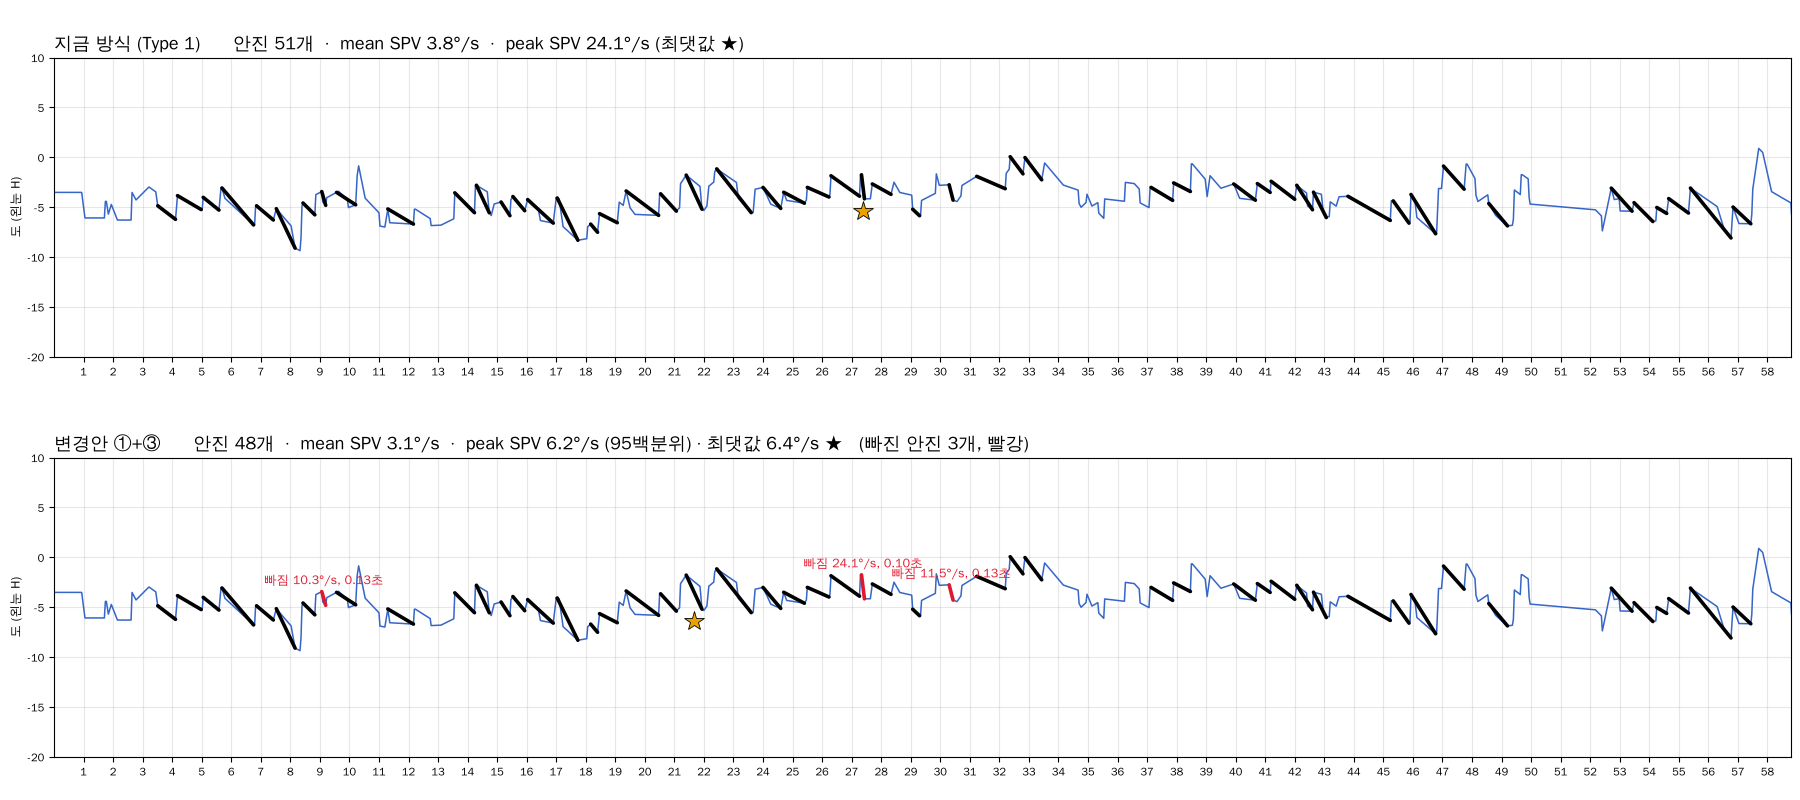 지금 방식 (Type 1)  안진 51개 · mean SPV 3.8°/s · peak SPV 24.1°/s (최댓값 ★)
10
5
0
-5
-10
-15
-20
도 (왼눈 H)
1 2 3 4 5 6 7 8 9 10 11 12 13 14 15 16 17 18 19 20 21 22 23 24 25 26 27 28 29 30 31 32 33 34 35 36 37 38 39 40 41 42 43 44 45 46 47 48 49 50 51 52 53 54 55 56 57 58
변경안 ①+③  안진 48개 · mean SPV 3.1°/s · peak SPV 6.2°/s (95백분위) · 최댓값 6.4°/s ★ (빠진 안진 3개, 빨강)
10
5
0
-5
-10
-15
-20
도 (왼눈 H)
빠짐 10.3°/s, 0.13초
빠짐 24.1°/s, 0.10초
빠짐 11.5°/s, 0.13초
1 2 3 4 5 6 7 8 9 10 11 12 13 14 15 16 17 18 19 20 21 22 23 24 25 26 27 28 29 30 31 32 33 34 35 36 37 38 39 40 41 42 43 44 45 46 47 48 49 50 51 52 53 54 55 56 57 58